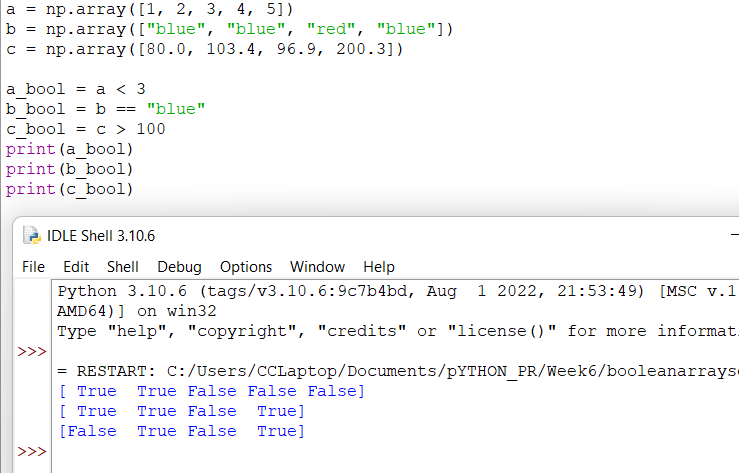 a = np.array([1, 2, 3, 4, 5])
b = np.array(["blue", "blue", "red", "blue"])
c = np.array([80.0, 103.4, 96.9, 200.3])
a_bool = a < 3
b_bool = b == "blue"
c_bool = c > 100
print(a_bool)
print(b_bool)
print(c_bool)
IDLE Shell 3.10.6
File Edit Shell Debug Options Window Help
Python 3.10.6 (tags/v3.10.6:9c7b4bd, Aug  1 2022, 21:53:49) [MSC v.1
AMD64)] on win32
Type "help", "copyright", "credits" or "license()" for more informat
>>>
= RESTART: C:/Users/CCLaptop/Documents/pYTHON_PR/Week6/booleanarrays
[ True  True False False False]
[ True  True False  True]
[False  True False  True]
>>>